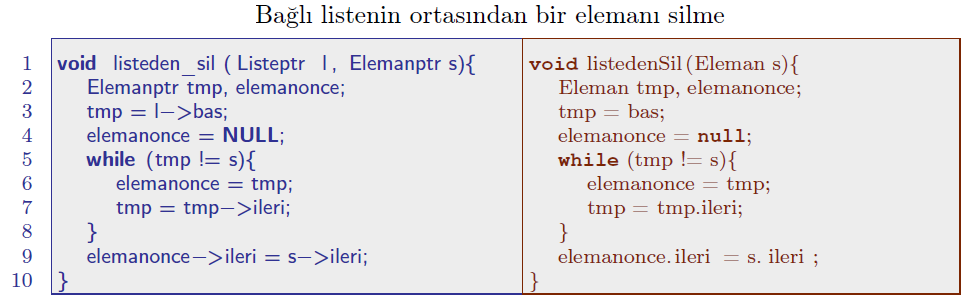 Bağlı listenin ortasından bir elemanı silme
1 void listeden_sil ( Listeptr l, Elemanptr s){
2 Elemanptr tmp, elemanonce;
3 tmp = l->bas;
4 elemanonce = NULL;
5 while (tmp != s){
6 elemanonce = tmp;
7 tmp = tmp->ileri;
8 }
9 elemanonce->ileri = s->ileri;
10 }
void listedenSil(Eleman s){
Eleman tmp, elemanonce;
tmp = bas;
elemanonce = null;
while (tmp != s){
elemanonce = tmp;
tmp = tmp.ileri;
}
elemanonce.ileri = s. ileri ;
}